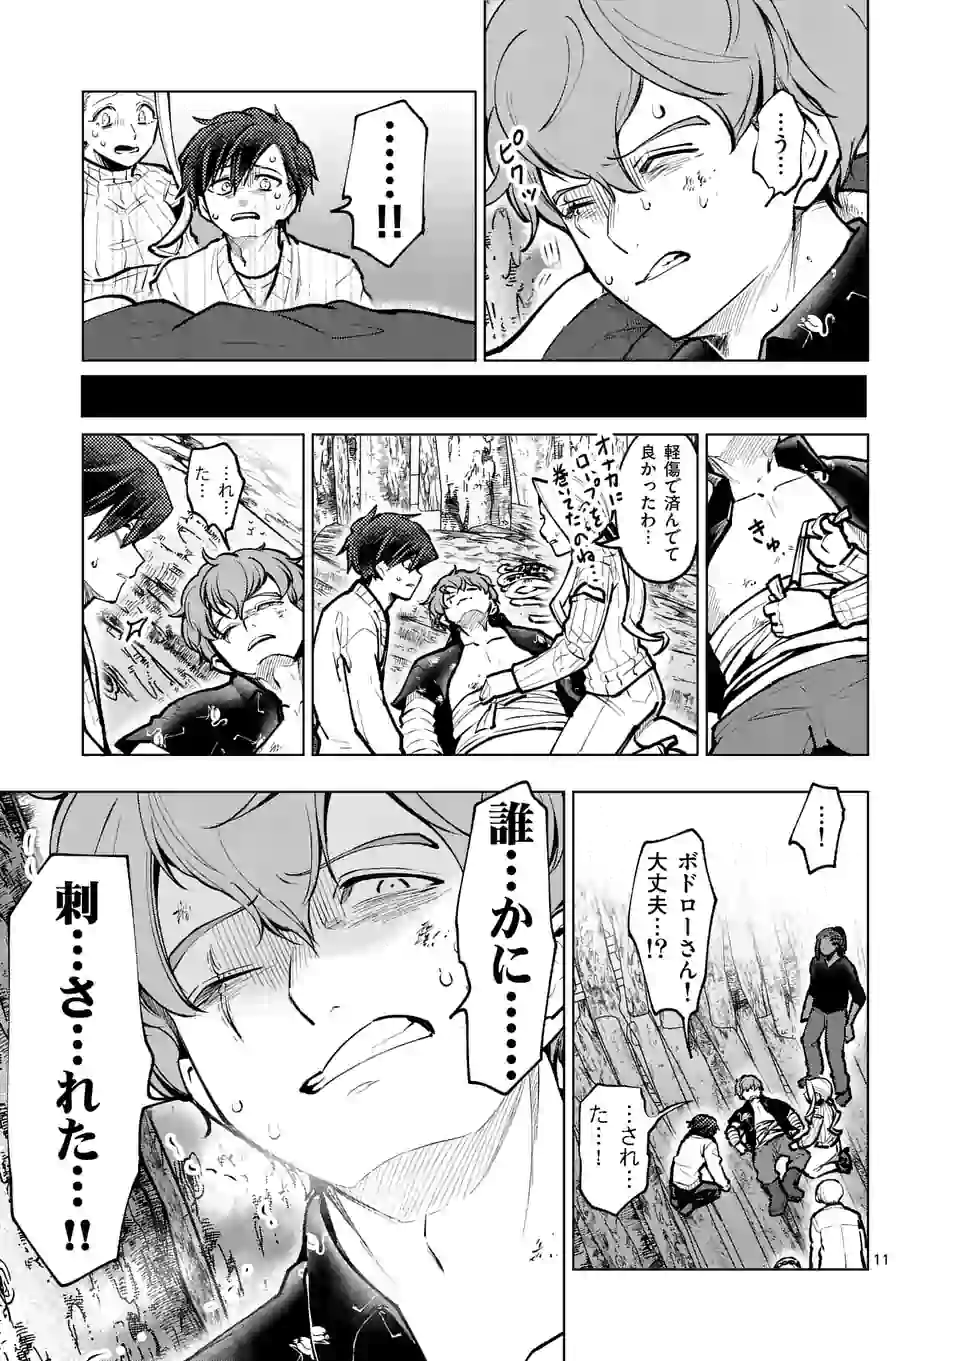 …う…
ピクッ
……!!
きゅっ
軽傷で済んでて
良かったわ…
オナカに
ロープを
巻いてたのね…
…れ…
た…
…!
ボドローさん!
大丈夫…!?
…され…
た…!
誰…かに……
刺…さ…れた…!!
11